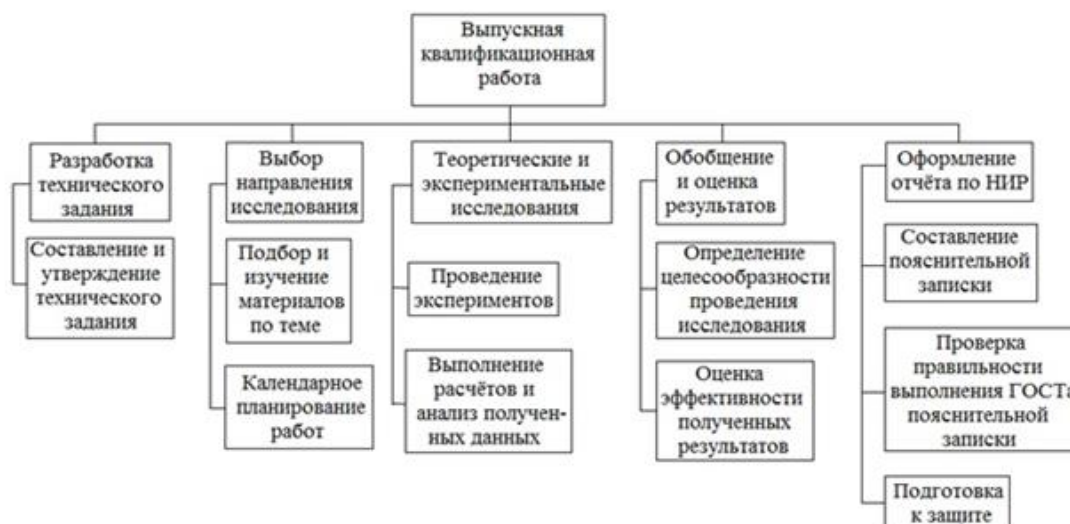 Выпускная
квалификационная
работа
Разработка
технического
задания
Составление и
утверждение
технического
задания
Выбор
направления
исследования
Подбор и
изучение
материалов
по теме
Календарное
планирование
работ
Теоретические и
экспериментальные
исследования
Проведение
экспериментов
Выполнение
расчётов и
анализ получен-
ных данных
Обобщение
и оценка
результатов
Определение
целесообразности
проведения
исследования
Оценка
эффективности
полученных
результатов
Оформление
отчёта по НИР
Составление
пояснительной
записки
Проверка
правильности
выполнения ГОСТа
пояснительной
записки
Подготовка
к защите